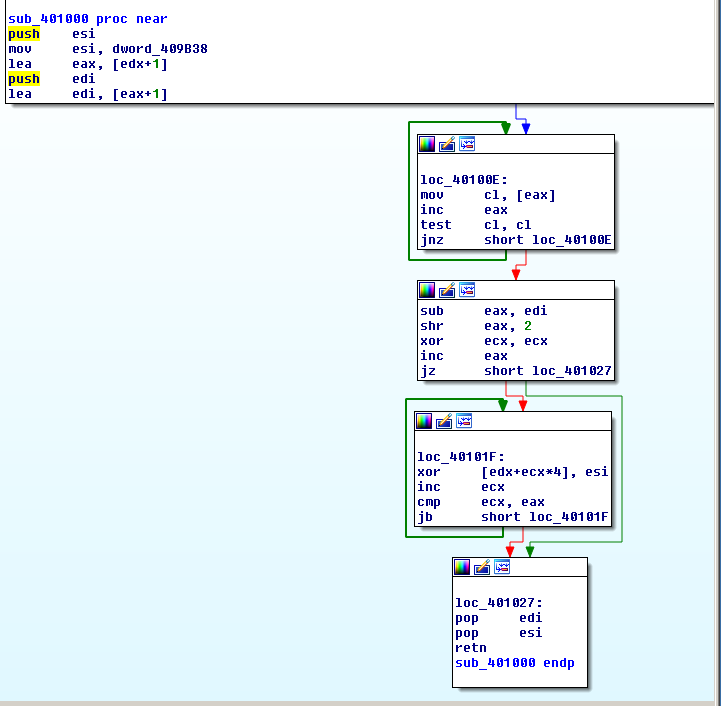 sub_401000 proc near
push esi
mov esi, dword_409B38
lea eax, [edx+1]
push edi
lea edi, [eax+1]
loc_40100E:
mov cl, [eax]
inc eax
test cl, cl
jnz short loc_40100E
sub eax, edi
shr eax, 2
xor ecx, ecx
inc eax
jz short loc_401027
loc_40101F:
xor [edx+ecx*4], esi
inc ecx
cmp ecx, eax
jb short loc_40101F
loc_401027:
pop edi
pop esi
retn
sub_401000 endp